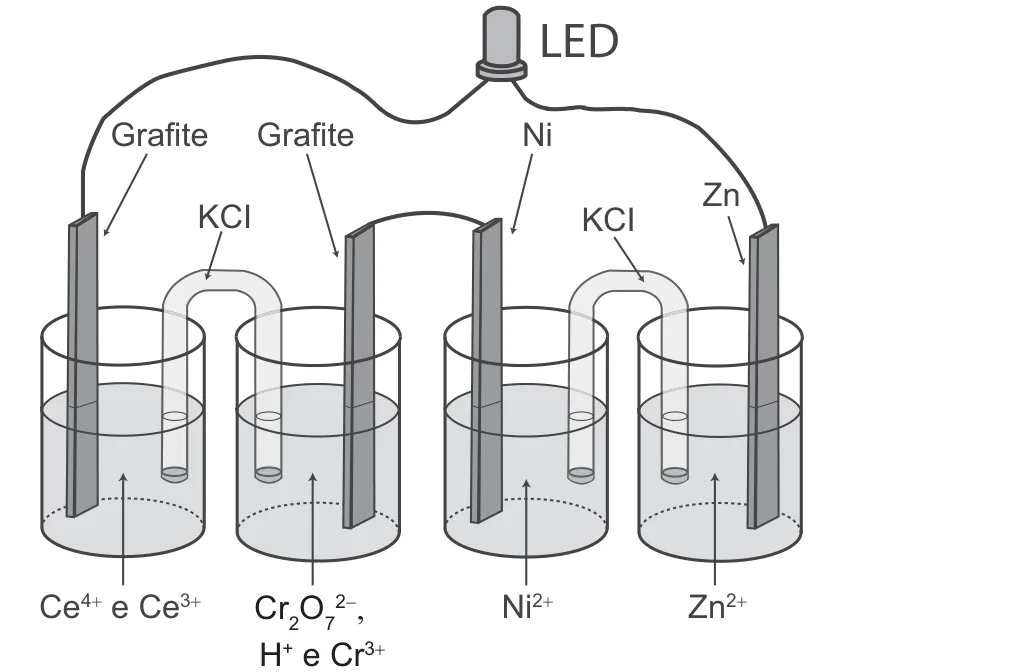 LED
Grafite
Grafite
Ni
Zn
KCl
KCl
Ce⁴⁺ e Ce³⁺
Cr₂O₇²⁻,
H⁺ e Cr³⁺
Ni²⁺
Zn²⁺